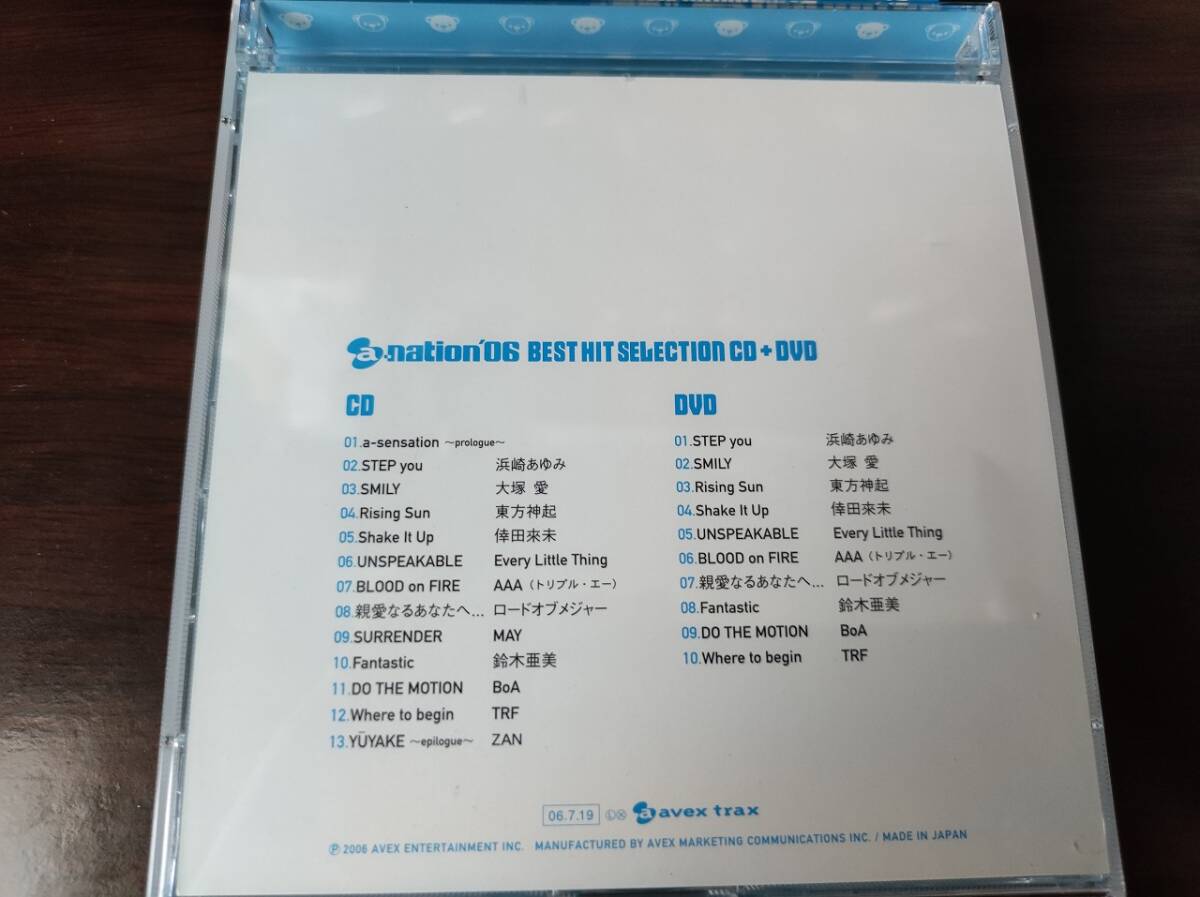 a-nation'06 BEST HIT SELECTION CD + DVD
CD
01.a-sensation ～prologue～
02.STEP you 浜崎あゆみ
03.SMILY 大塚 愛
04.Rising Sun 東方神起
05.Shake It Up 倖田來未
06.UNSPEAKABLE Every Little Thing
07.BLOOD on FIRE AAA（トリプル・エー）
08.親愛なるあなたへ... ロードオブメジャー
09.SURRENDER MAY
10.Fantastic 鈴木亜美
11.DO THE MOTION BoA
12.Where to begin TRF
13.YŪYAKE ～epilogue～ ZAN
DVD
01.STEP you 浜崎あゆみ
02.SMILY 大塚 愛
03.Rising Sun 東方神起
04.Shake It Up 倖田來未
05.UNSPEAKABLE Every Little Thing
06.BLOOD on FIRE AAA（トリプル・エー）
07.親愛なるあなたへ... ロードオブメジャー
08.Fantastic 鈴木亜美
09.DO THE MOTION BoA
10.Where to begin TRF
06.7.19 ⓁⓍ a avex trax
℗ 2006 AVEX ENTERTAINMENT INC. MANUFACTURED BY AVEX MARKETING COMMUNICATIONS INC. / MADE IN JAPAN